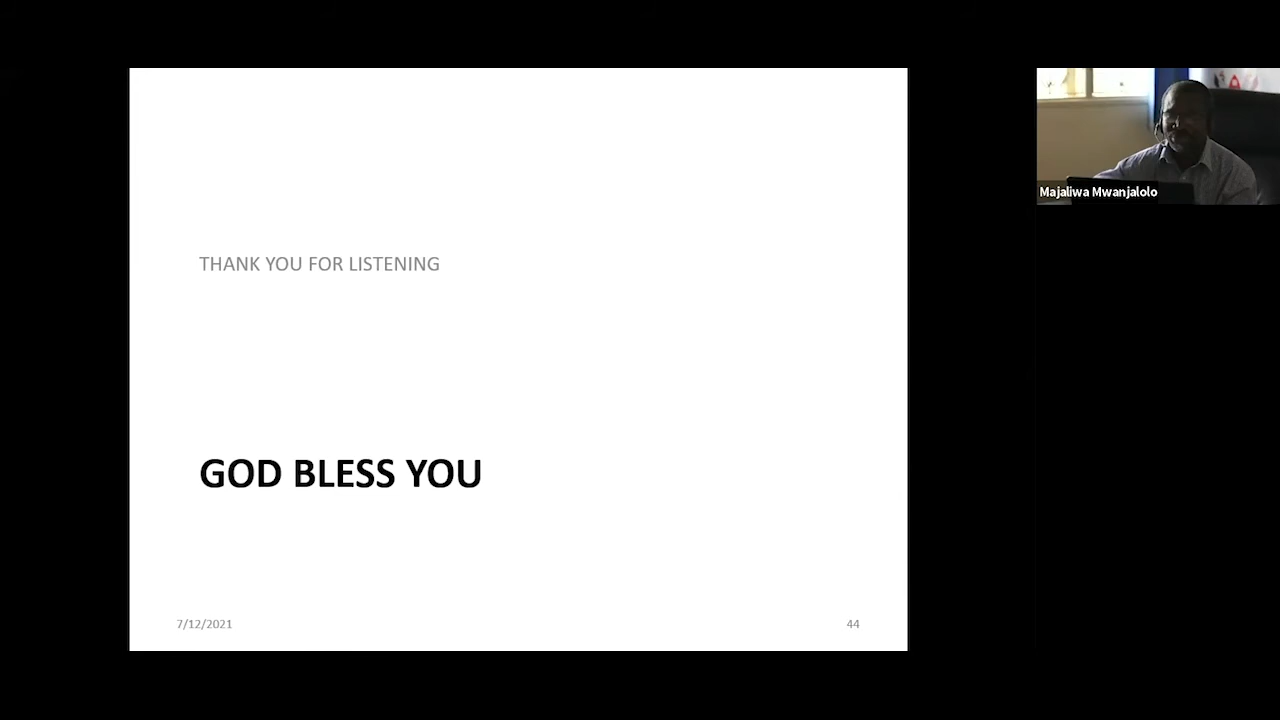 THANK YOU FOR LISTENING
GOD BLESS YOU
7/12/2021
44
Majaliwa Mwanjalolo